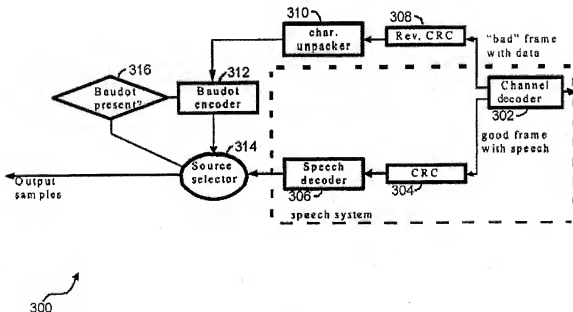 310
308
char.
unpacker
Rev. CRC
"bad" frame
with data
316
Baudot
present?
312
Baudot
encoder
Channel
decoder
302
good frame
with speech
314
Source
selector
Speech
decoder
306
CRC
304
Output
samples
speech system
300